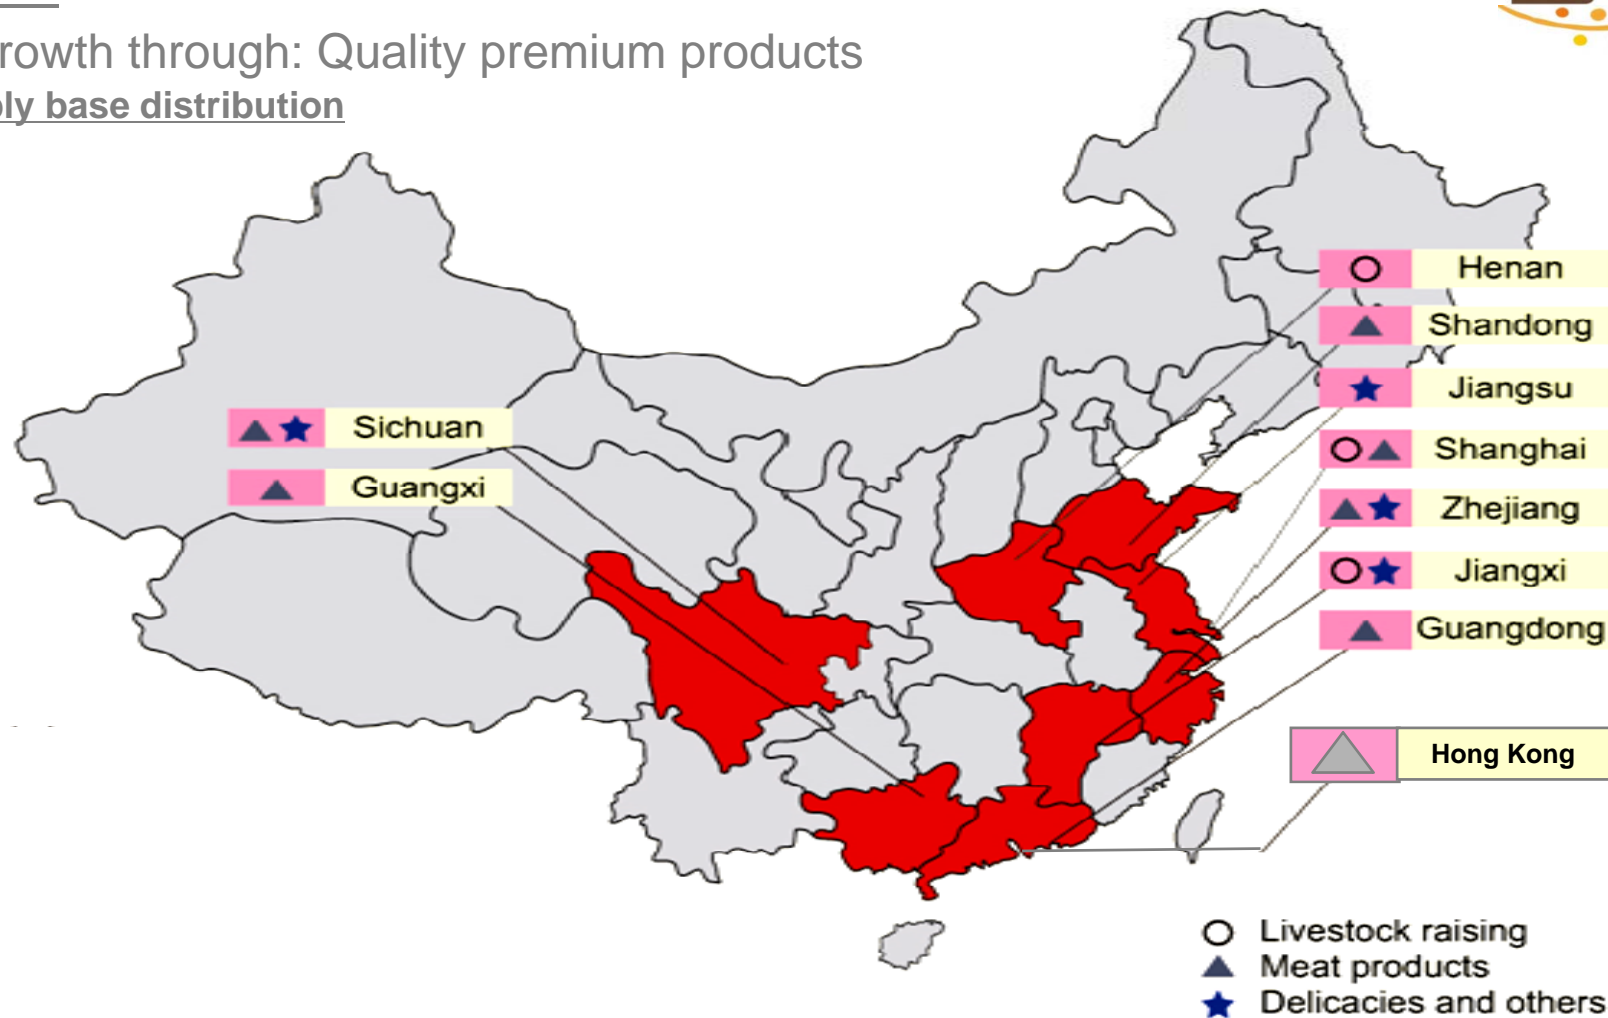 rowth through: Quality premium products
ly base distribution
Henan
Shandong
Jiangsu
Sichuan
Shanghai
Guangxi
Zhejiang
Jiangxi
Guangdong
Hong Kong
Livestock raising
Meat products
Delicacies and others